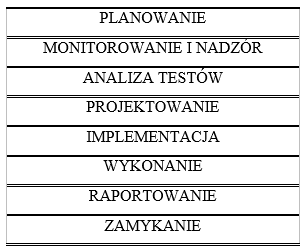 PLANOWANIE
MONITOROWANIE I NADZÓR
ANALIZA TESTÓW
PROJEKTOWANIE
IMPLEMENTACJA
WYKONANIE
RAPORTOWANIE
ZAMYKANIE